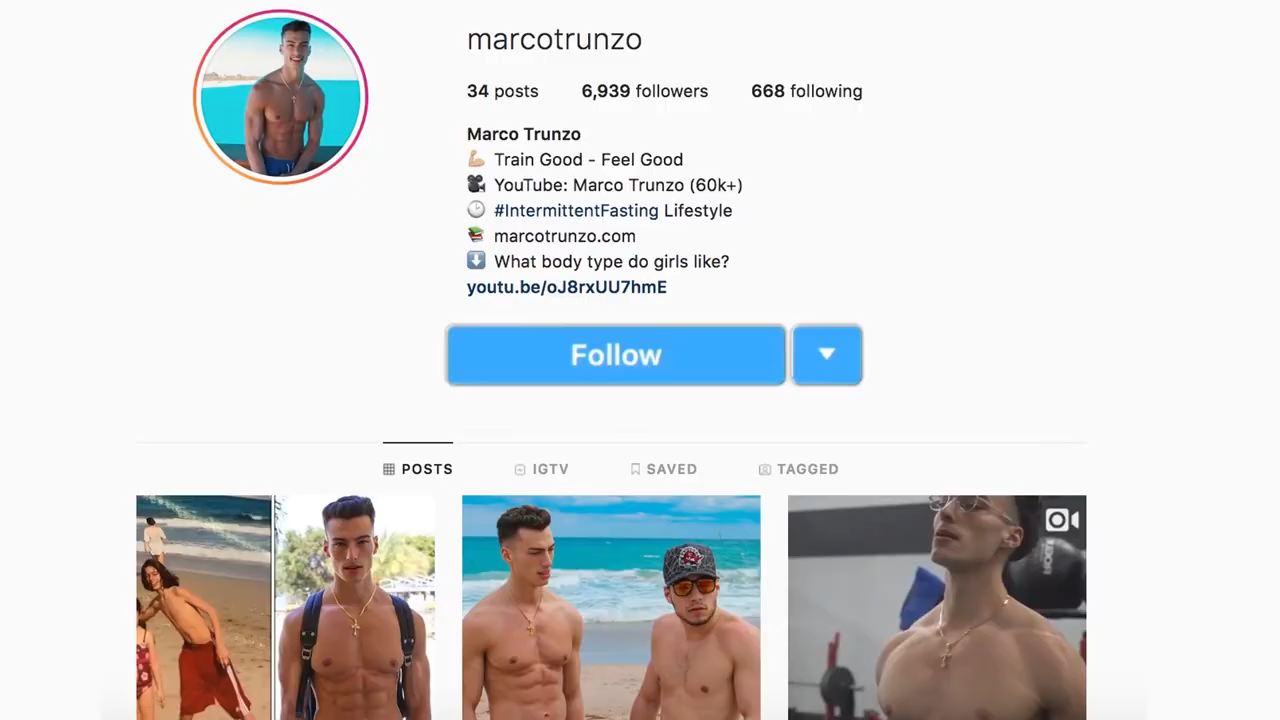 marcotrunzo
34 posts 6,939 followers 668 following
Marco Trunzo
💪🏼 Train Good - Feel Good
🎥 YouTube: Marco Trunzo (60k+)
🕒 #IntermittentFasting Lifestyle
📚 marcotrunzo.com
⬇️ What body type do girls like?
youtu.be/oJ8rxUU7hmE
Follow
POSTS IGTV SAVED TAGGED